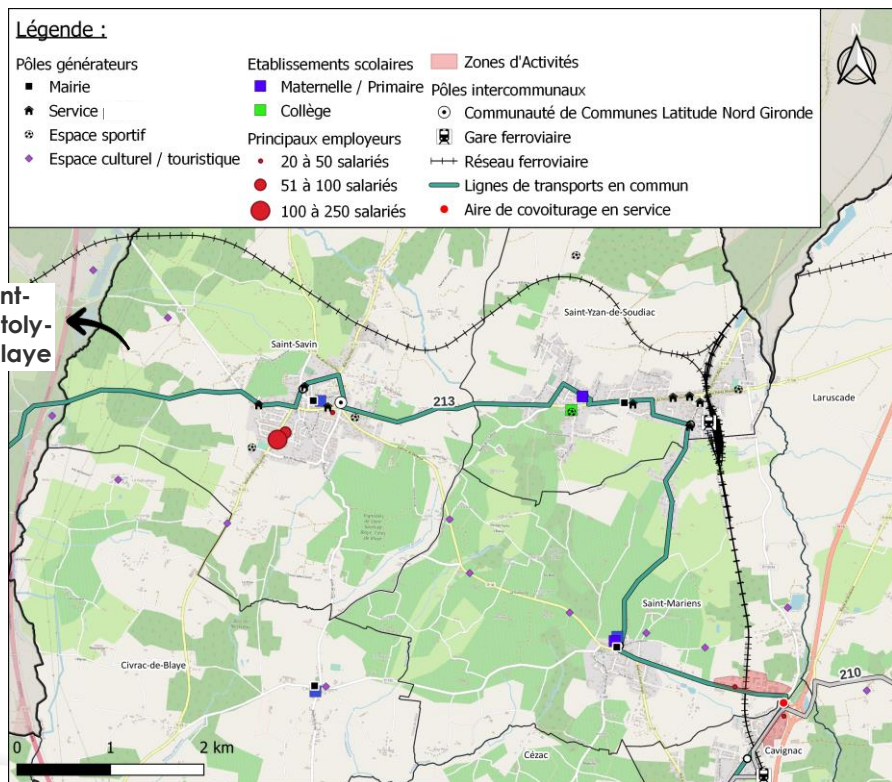 Légende :
Pôles générateurs
Mairie
Service
Espace sportif
Espace culturel / touristique
Etablissements scolaires
Maternelle / Primaire
Collège
Principaux employeurs
20 à 50 salariés
51 à 100 salariés
100 à 250 salariés
Zones d'Activités
Pôles intercommunaux
Communauté de Communes Latitude Nord Gironde
Gare ferroviaire
Réseau ferroviaire
Lignes de transports en commun
Aire de covoiturage en service
N
nt-
toly-
laye
Saint-Savin
Saint-Yzan-de-Soudiac
213
Laruscade
Saint-Mariens
Civrac-de-Blaye
210
Cézac
Cavignac
0 1 2 km